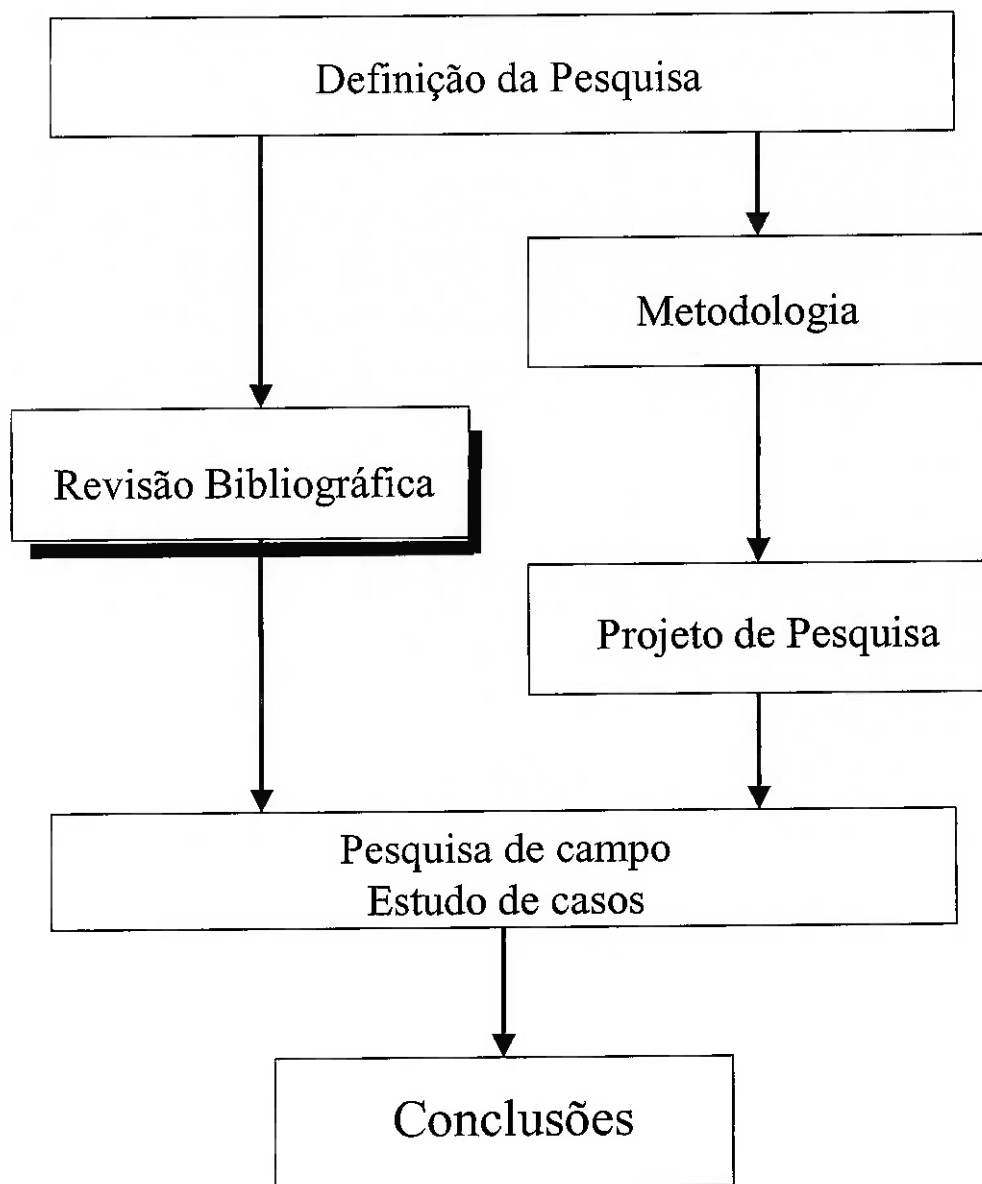 Definição da Pesquisa
Metodologia
Revisão Bibliográfica
Projeto de Pesquisa
Pesquisa de campo
Estudo de casos
Conclusões